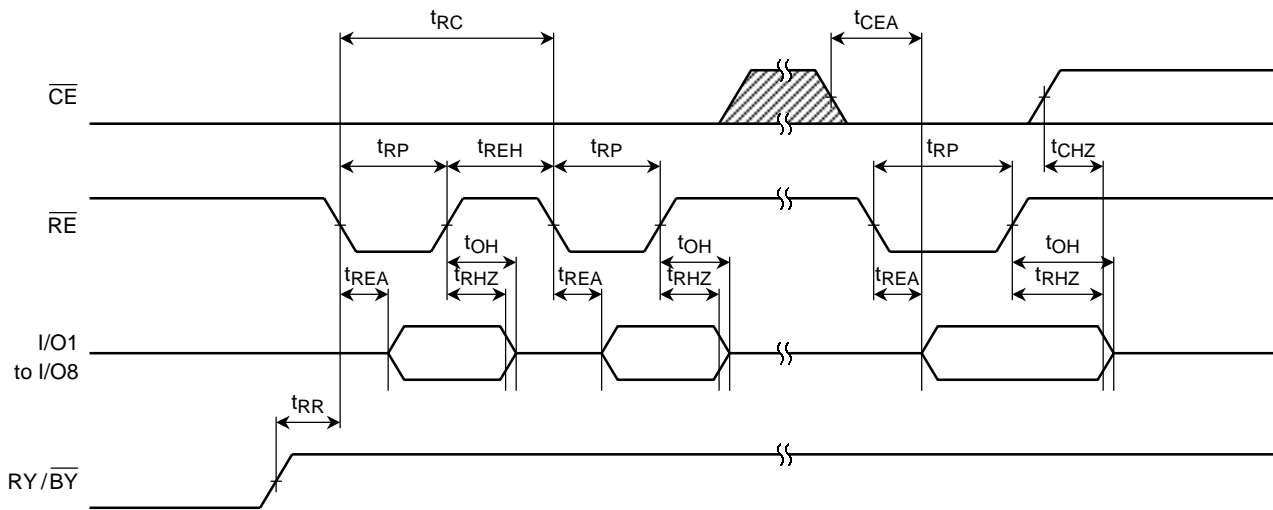 tRC
tCEA
CE
tRP
tREH
tRP
tRP
tCHZ
RE
tOH
tOH
tOH
tREA
tRHZ
tREA
tRHZ
tREA
tRHZ
I/O1
to I/O8
tRR
RY/BY